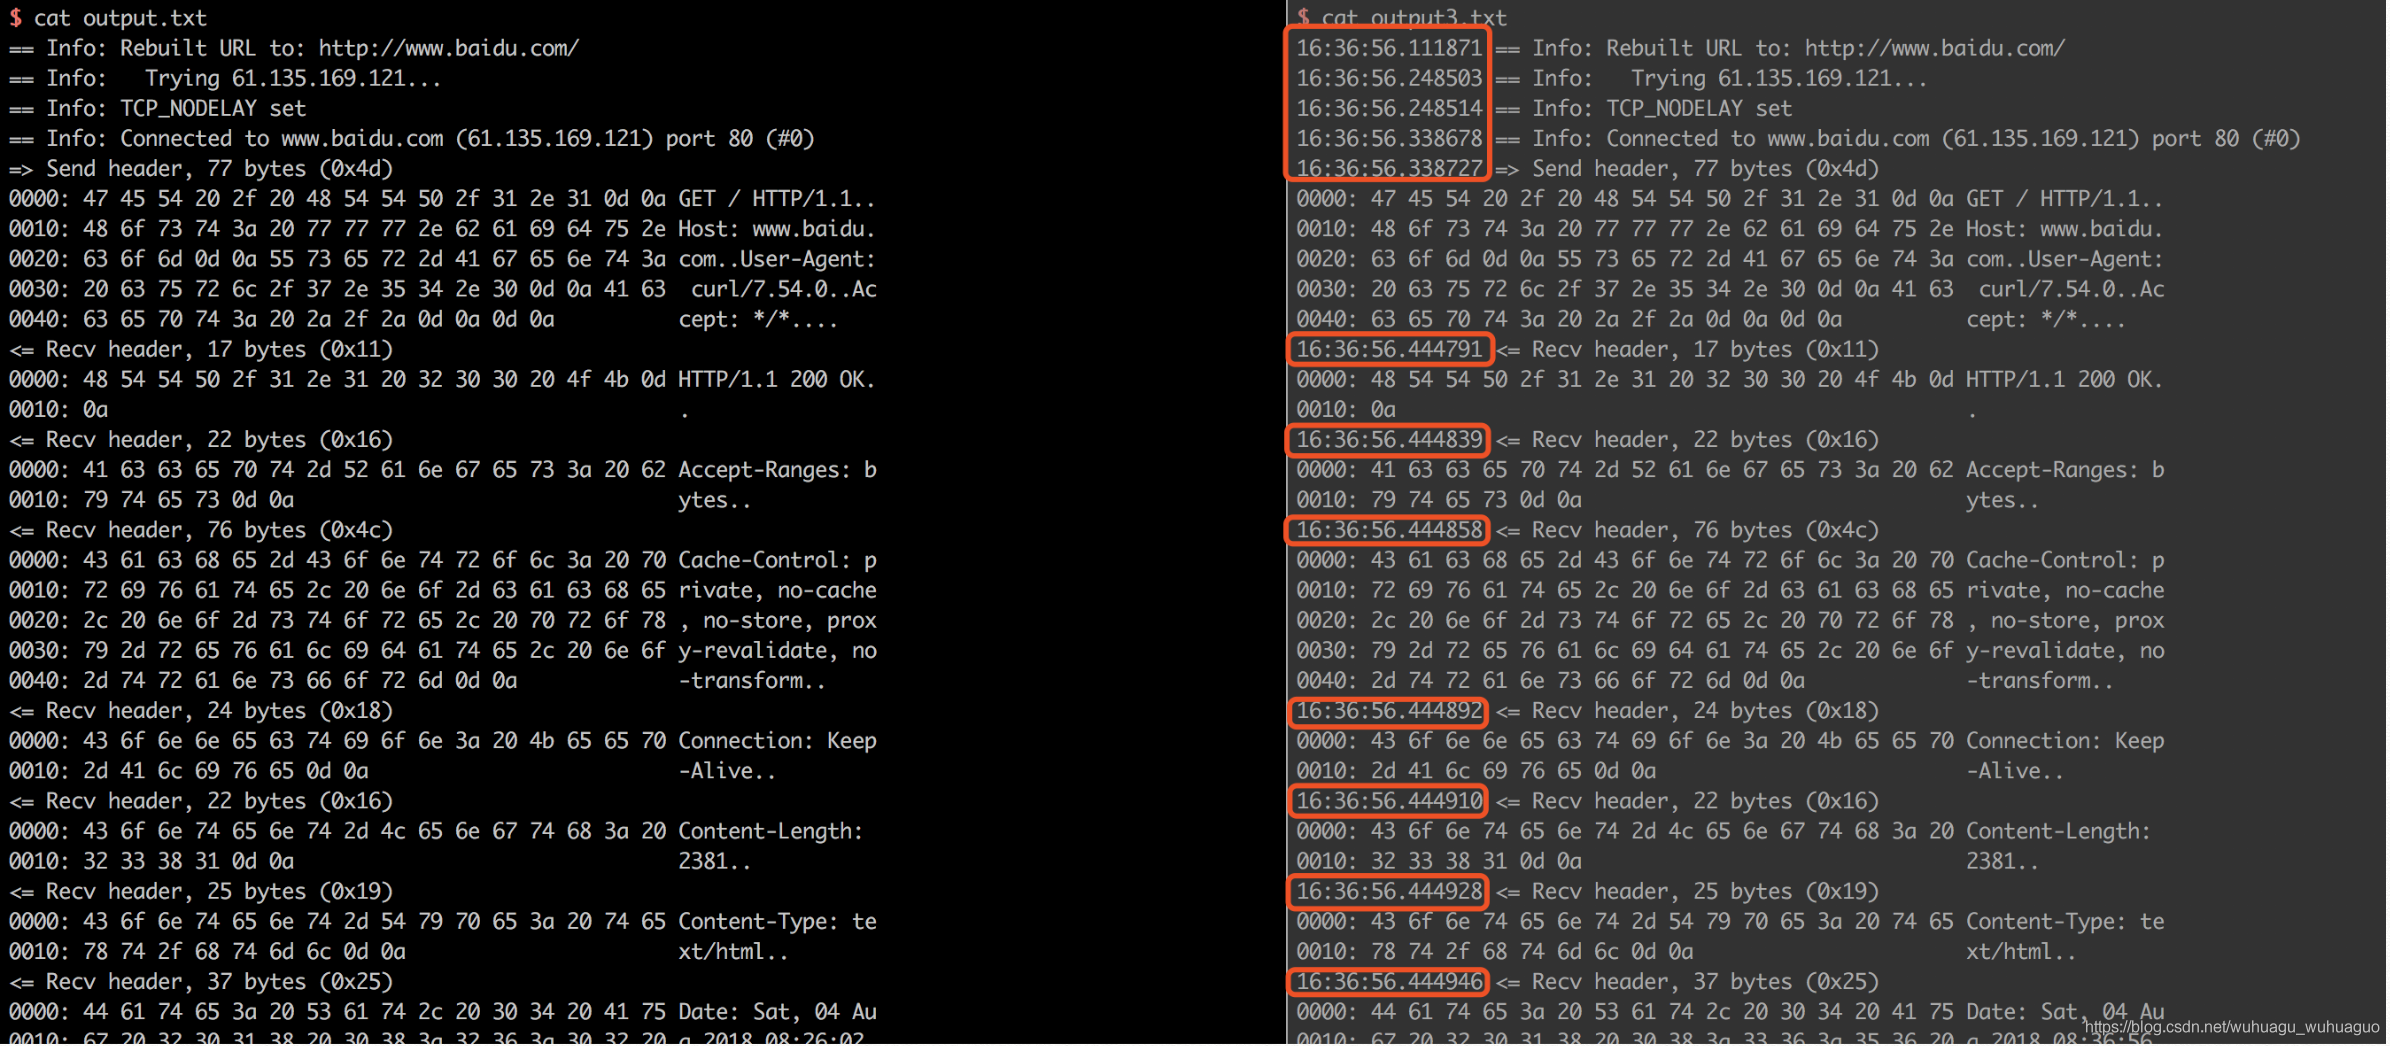 $ cat output.txt
== Info: Rebuilt URL to: http://www.baidu.com/
== Info:   Trying 61.135.169.121...
== Info: TCP_NODELAY set
== Info: Connected to www.baidu.com (61.135.169.121) port 80 (#0)
=> Send header, 77 bytes (0x4d)
0000: 47 45 54 20 2f 20 48 54 54 50 2f 31 2e 31 0d 0a GET / HTTP/1.1..
0010: 48 6f 73 74 3a 20 77 77 77 2e 62 61 69 64 75 2e Host: www.baidu.
0020: 63 6f 6d 0d 0a 55 73 65 72 2d 41 67 65 6e 74 3a com..User-Agent:
0030: 20 63 75 72 6c 2f 37 2e 35 34 2e 30 0d 0a 41 63  curl/7.54.0..Ac
0040: 63 65 70 74 3a 20 2a 2f 2a 0d 0a 0d 0a          cept: */*....
<= Recv header, 17 bytes (0x11)
0000: 48 54 54 50 2f 31 2e 31 20 32 30 30 20 4f 4b 0d HTTP/1.1 200 OK.
0010: 0a                                              .
<= Recv header, 22 bytes (0x16)
0000: 41 63 63 65 70 74 2d 52 61 6e 67 65 73 3a 20 62 Accept-Ranges: b
0010: 79 74 65 73 0d 0a                               ytes..
<= Recv header, 76 bytes (0x4c)
0000: 43 61 63 68 65 2d 43 6f 6e 74 72 6f 6c 3a 20 70 Cache-Control: p
0010: 72 69 76 61 74 65 2c 20 6e 6f 2d 63 61 63 68 65 rivate, no-cache
0020: 2c 20 6e 6f 2d 73 74 6f 72 65 2c 20 70 72 6f 78 , no-store, prox
0030: 79 2d 72 65 76 61 6c 69 64 61 74 65 2c 20 6e 6f y-revalidate, no
0040: 2d 74 72 61 6e 73 66 6f 72 6d 0d 0a             -transform..
<= Recv header, 24 bytes (0x18)
0000: 43 6f 6e 6e 65 63 74 69 6f 6e 3a 20 4b 65 65 70 Connection: Keep
0010: 2d 41 6c 69 76 65 0d 0a                         -Alive..
<= Recv header, 22 bytes (0x16)
0000: 43 6f 6e 74 65 6e 74 2d 4c 65 6e 67 74 68 3a 20 Content-Length:
0010: 32 33 38 31 0d 0a                               2381..
<= Recv header, 25 bytes (0x19)
0000: 43 6f 6e 74 65 6e 74 2d 54 79 70 65 3a 20 74 65 Content-Type: te
0010: 78 74 2f 68 74 6d 6c 0d 0a                      xt/html..
<= Recv header, 37 bytes (0x25)
0000: 44 61 74 65 3a 20 53 61 74 2c 20 30 34 20 41 75 Date: Sat, 04 Au
0010: 67 20 32 30 31 38 20 30 38 3a 32 36 3a 30 32 20 g 2018 08:26:02
$ cat output3.txt
16:36:56.111871 == Info: Rebuilt URL to: http://www.baidu.com/
16:36:56.248503 == Info:   Trying 61.135.169.121...
16:36:56.248514 == Info: TCP_NODELAY set
16:36:56.338678 == Info: Connected to www.baidu.com (61.135.169.121) port 80 (#0)
16:36:56.338727 => Send header, 77 bytes (0x4d)
0000: 47 45 54 20 2f 20 48 54 54 50 2f 31 2e 31 0d 0a GET / HTTP/1.1..
0010: 48 6f 73 74 3a 20 77 77 77 2e 62 61 69 64 75 2e Host: www.baidu.
0020: 63 6f 6d 0d 0a 55 73 65 72 2d 41 67 65 6e 74 3a com..User-Agent:
0030: 20 63 75 72 6c 2f 37 2e 35 34 2e 30 0d 0a 41 63  curl/7.54.0..Ac
0040: 63 65 70 74 3a 20 2a 2f 2a 0d 0a 0d 0a          cept: */*....
16:36:56.444791 <= Recv header, 17 bytes (0x11)
0000: 48 54 54 50 2f 31 2e 31 20 32 30 30 20 4f 4b 0d HTTP/1.1 200 OK.
0010: 0a                                              .
16:36:56.444839 <= Recv header, 22 bytes (0x16)
0000: 41 63 63 65 70 74 2d 52 61 6e 67 65 73 3a 20 62 Accept-Ranges: b
0010: 79 74 65 73 0d 0a                               ytes..
16:36:56.444858 <= Recv header, 76 bytes (0x4c)
0000: 43 61 63 68 65 2d 43 6f 6e 74 72 6f 6c 3a 20 70 Cache-Control: p
0010: 72 69 76 61 74 65 2c 20 6e 6f 2d 63 61 63 68 65 rivate, no-cache
0020: 2c 20 6e 6f 2d 73 74 6f 72 65 2c 20 70 72 6f 78 , no-store, prox
0030: 79 2d 72 65 76 61 6c 69 64 61 74 65 2c 20 6e 6f y-revalidate, no
0040: 2d 74 72 61 6e 73 66 6f 72 6d 0d 0a             -transform..
16:36:56.444892 <= Recv header, 24 bytes (0x18)
0000: 43 6f 6e 6e 65 63 74 69 6f 6e 3a 20 4b 65 65 70 Connection: Keep
0010: 2d 41 6c 69 76 65 0d 0a                         -Alive..
16:36:56.444910 <= Recv header, 22 bytes (0x16)
0000: 43 6f 6e 74 65 6e 74 2d 4c 65 6e 67 74 68 3a 20 Content-Length:
0010: 32 33 38 31 0d 0a                               2381..
16:36:56.444928 <= Recv header, 25 bytes (0x19)
0000: 43 6f 6e 74 65 6e 74 2d 54 79 70 65 3a 20 74 65 Content-Type: te
0010: 78 74 2f 68 74 6d 6c 0d 0a                      xt/html..
16:36:56.444946 <= Recv header, 37 bytes (0x25)
0000: 44 61 74 65 3a 20 53 61 74 2c 20 30 34 20 41 75 Date: Sat, 04 Au
0010: 67 20 32 30 31 38 20 30 38 3a 33 36 3a 35 36 20 g 2018 08:36:56
https://blog.csdn.net/wuhuagu_wuhuaguo